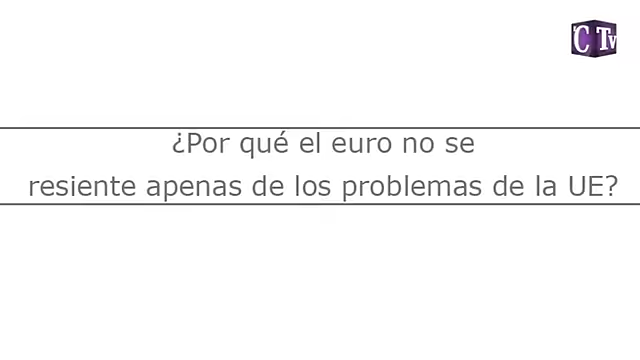 CTv
¿Por qué el euro no se
resiente apenas de los problemas de la UE?